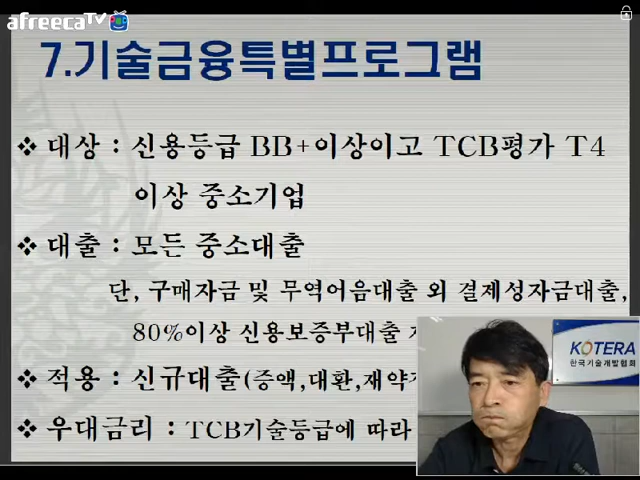 afreecaTV
7.기술금융특별프로그램
❖ 대상 : 신용등급 BB+이상이고 TCB평가 T4
이상 중소기업
❖ 대출 : 모든 중소대출
단, 구매자금 및 무역어음대출 외 결제성자금대출,
80%이상 신용보증부대출
❖ 적용 : 신규대출(증액,대환,재약
❖ 우대금리 : TCB기술등급에 따라
KOTERA
한국기술개발협회